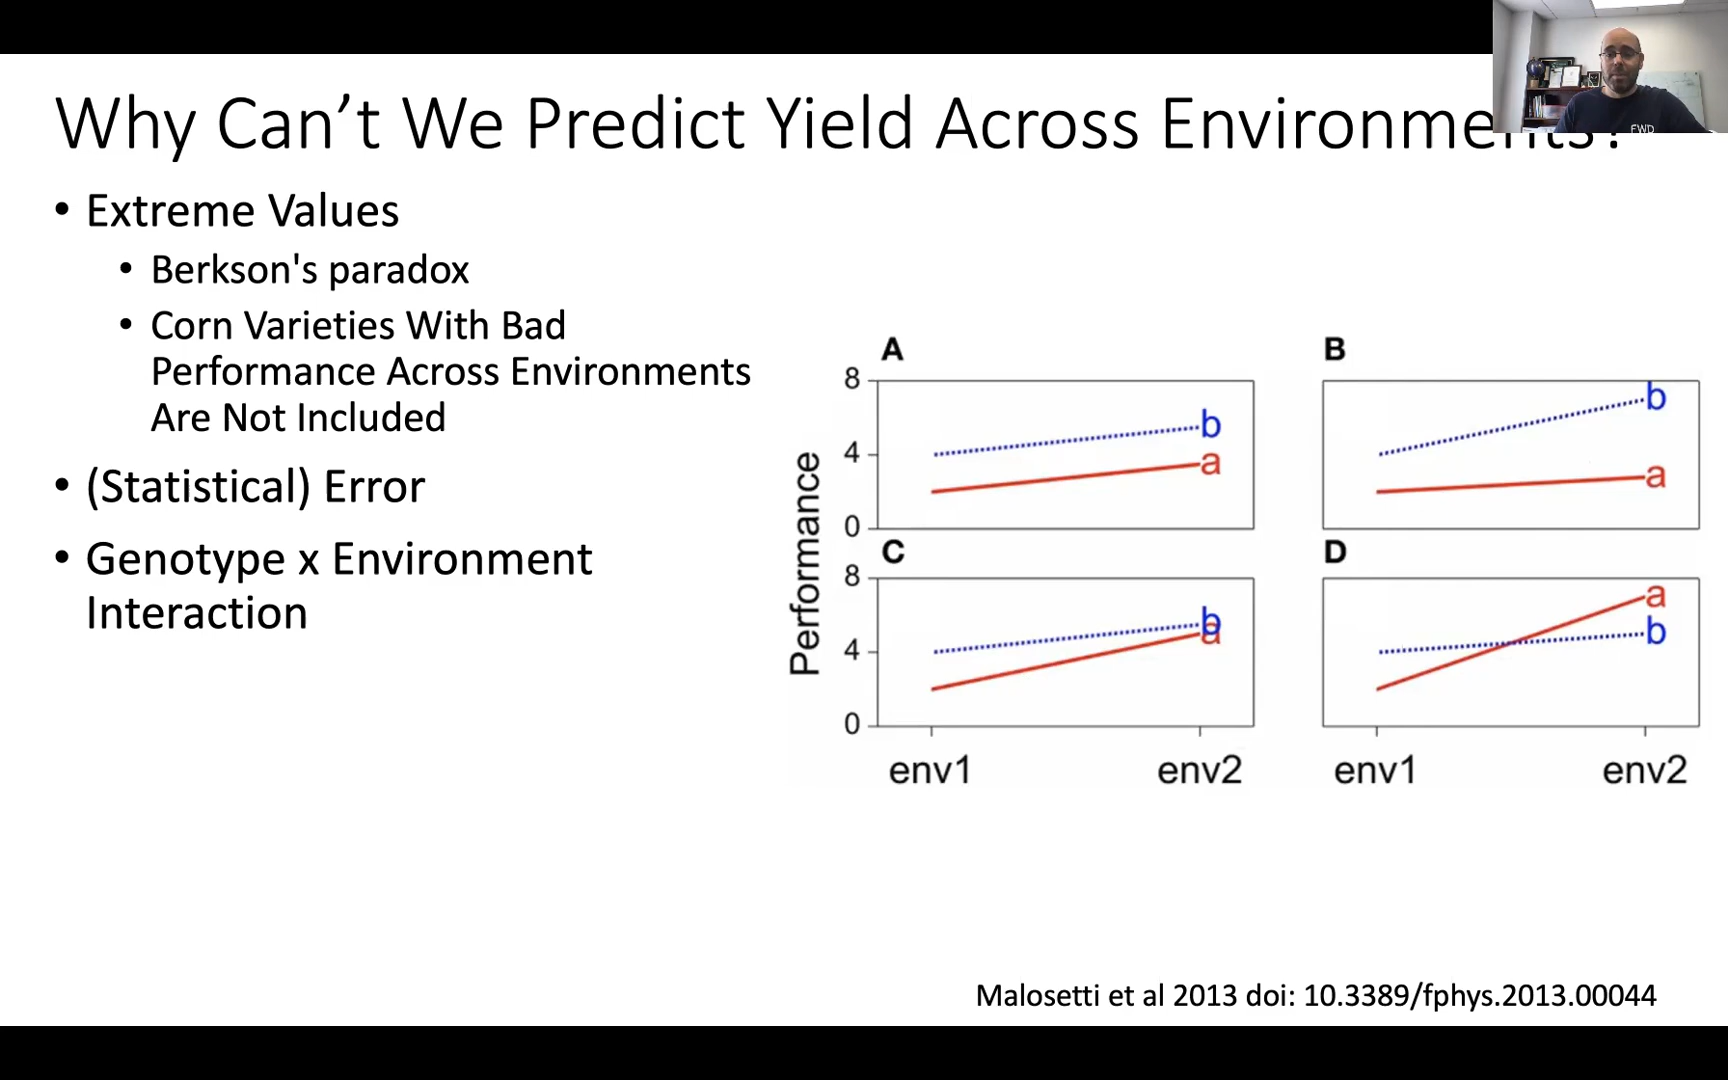 Why Can't We Predict Yield Across Environments?
• Extreme Values
• Berkson's paradox
• Corn Varieties With Bad
Performance Across Environments
Are Not Included
• (Statistical) Error
• Genotype x Environment
Interaction
A
B
8
4
0
b
a
b
a
Performance
C
D
8
4
0
b
a
a
b
env1
env2
env1
env2
Malosetti et al 2013 doi: 10.3389/fphys.2013.00044
FWD